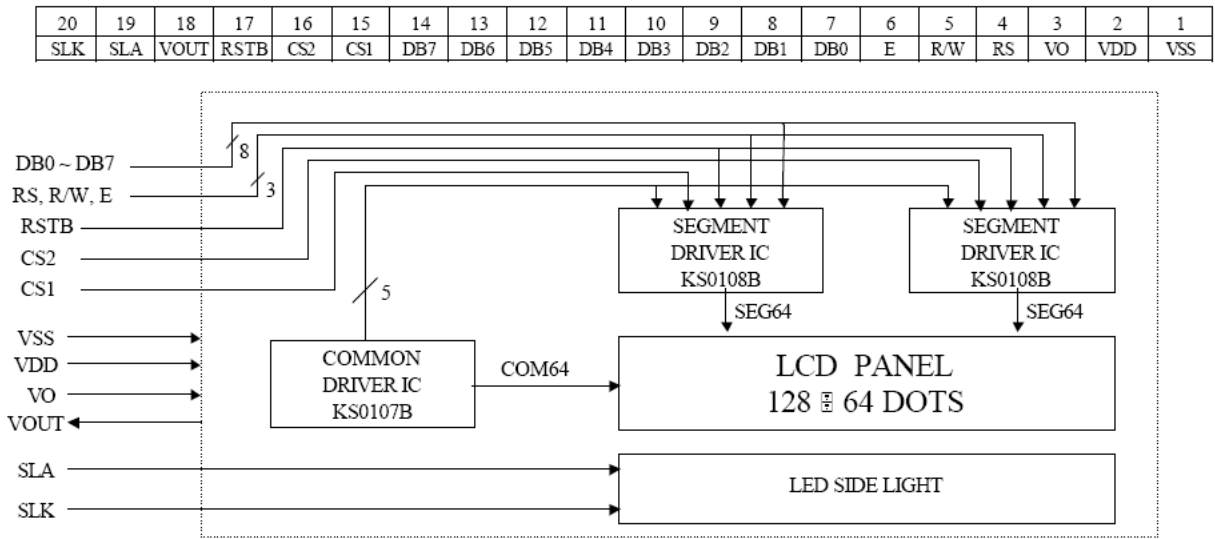 20 19 18 17 16 15 14 13 12 11 10 9 8 7 6 5 4 3 2 1
SLK SLA VOUT RSTB CS2 CS1 DB7 DB6 DB5 DB4 DB3 DB2 DB1 DB0 E R/W RS VO VDD VSS
8
DB0 ~ DB7
RS, R/W, E
3
RSTB
CS2
CS1
SEGMENT
DRIVER IC
KS0108B
SEGMENT
DRIVER IC
KS0108B
5
SEG64
SEG64
VSS
VDD
VO
VOUT
COMMON
DRIVER IC
KS0107B
COM64
LCD PANEL
128 64 DOTS
SLA
SLK
LED SIDE LIGHT